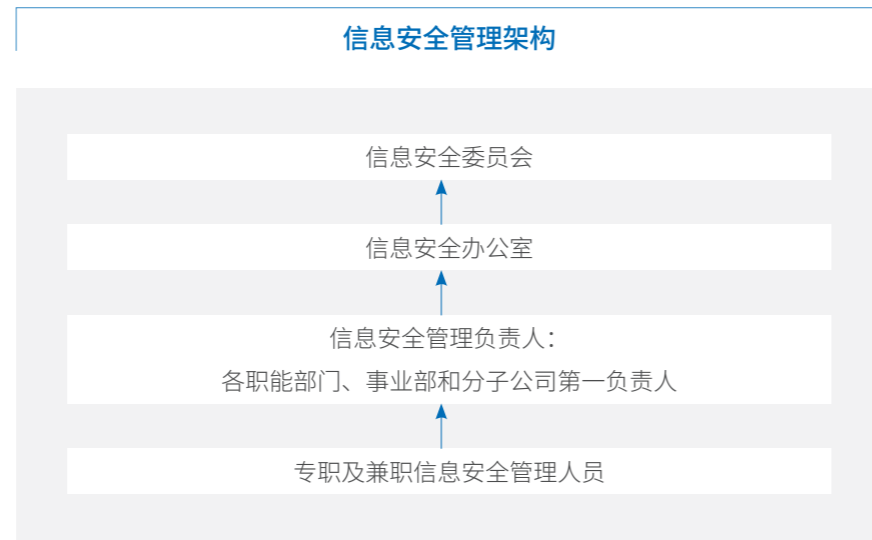 信息安全管理架构
信息安全委员会
信息安全办公室
信息安全管理负责人：
各职能部门、事业部和分子公司第一负责人
专职及兼职信息安全管理人员